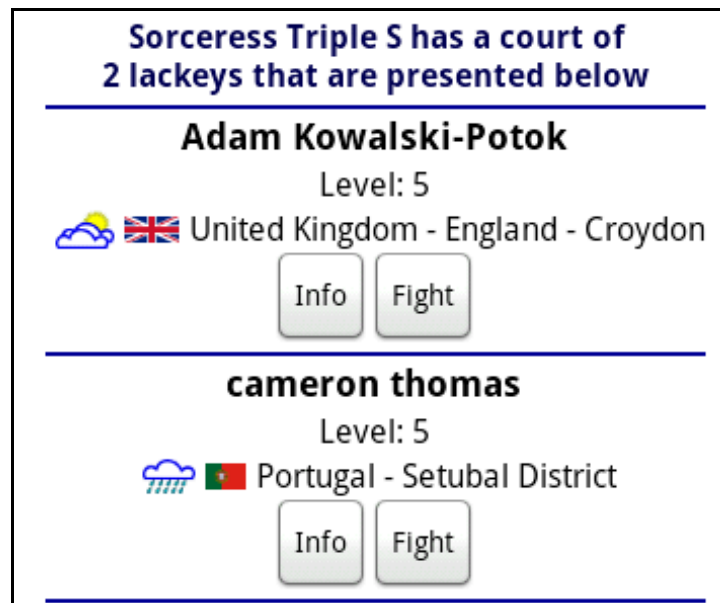 Sorceress Triple S has a court of
2 lackeys that are presented below
Adam Kowalski-Potok
Level: 5
United Kingdom - England - Croydon
Info Fight
cameron thomas
Level: 5
Portugal - Setubal District
Info Fight